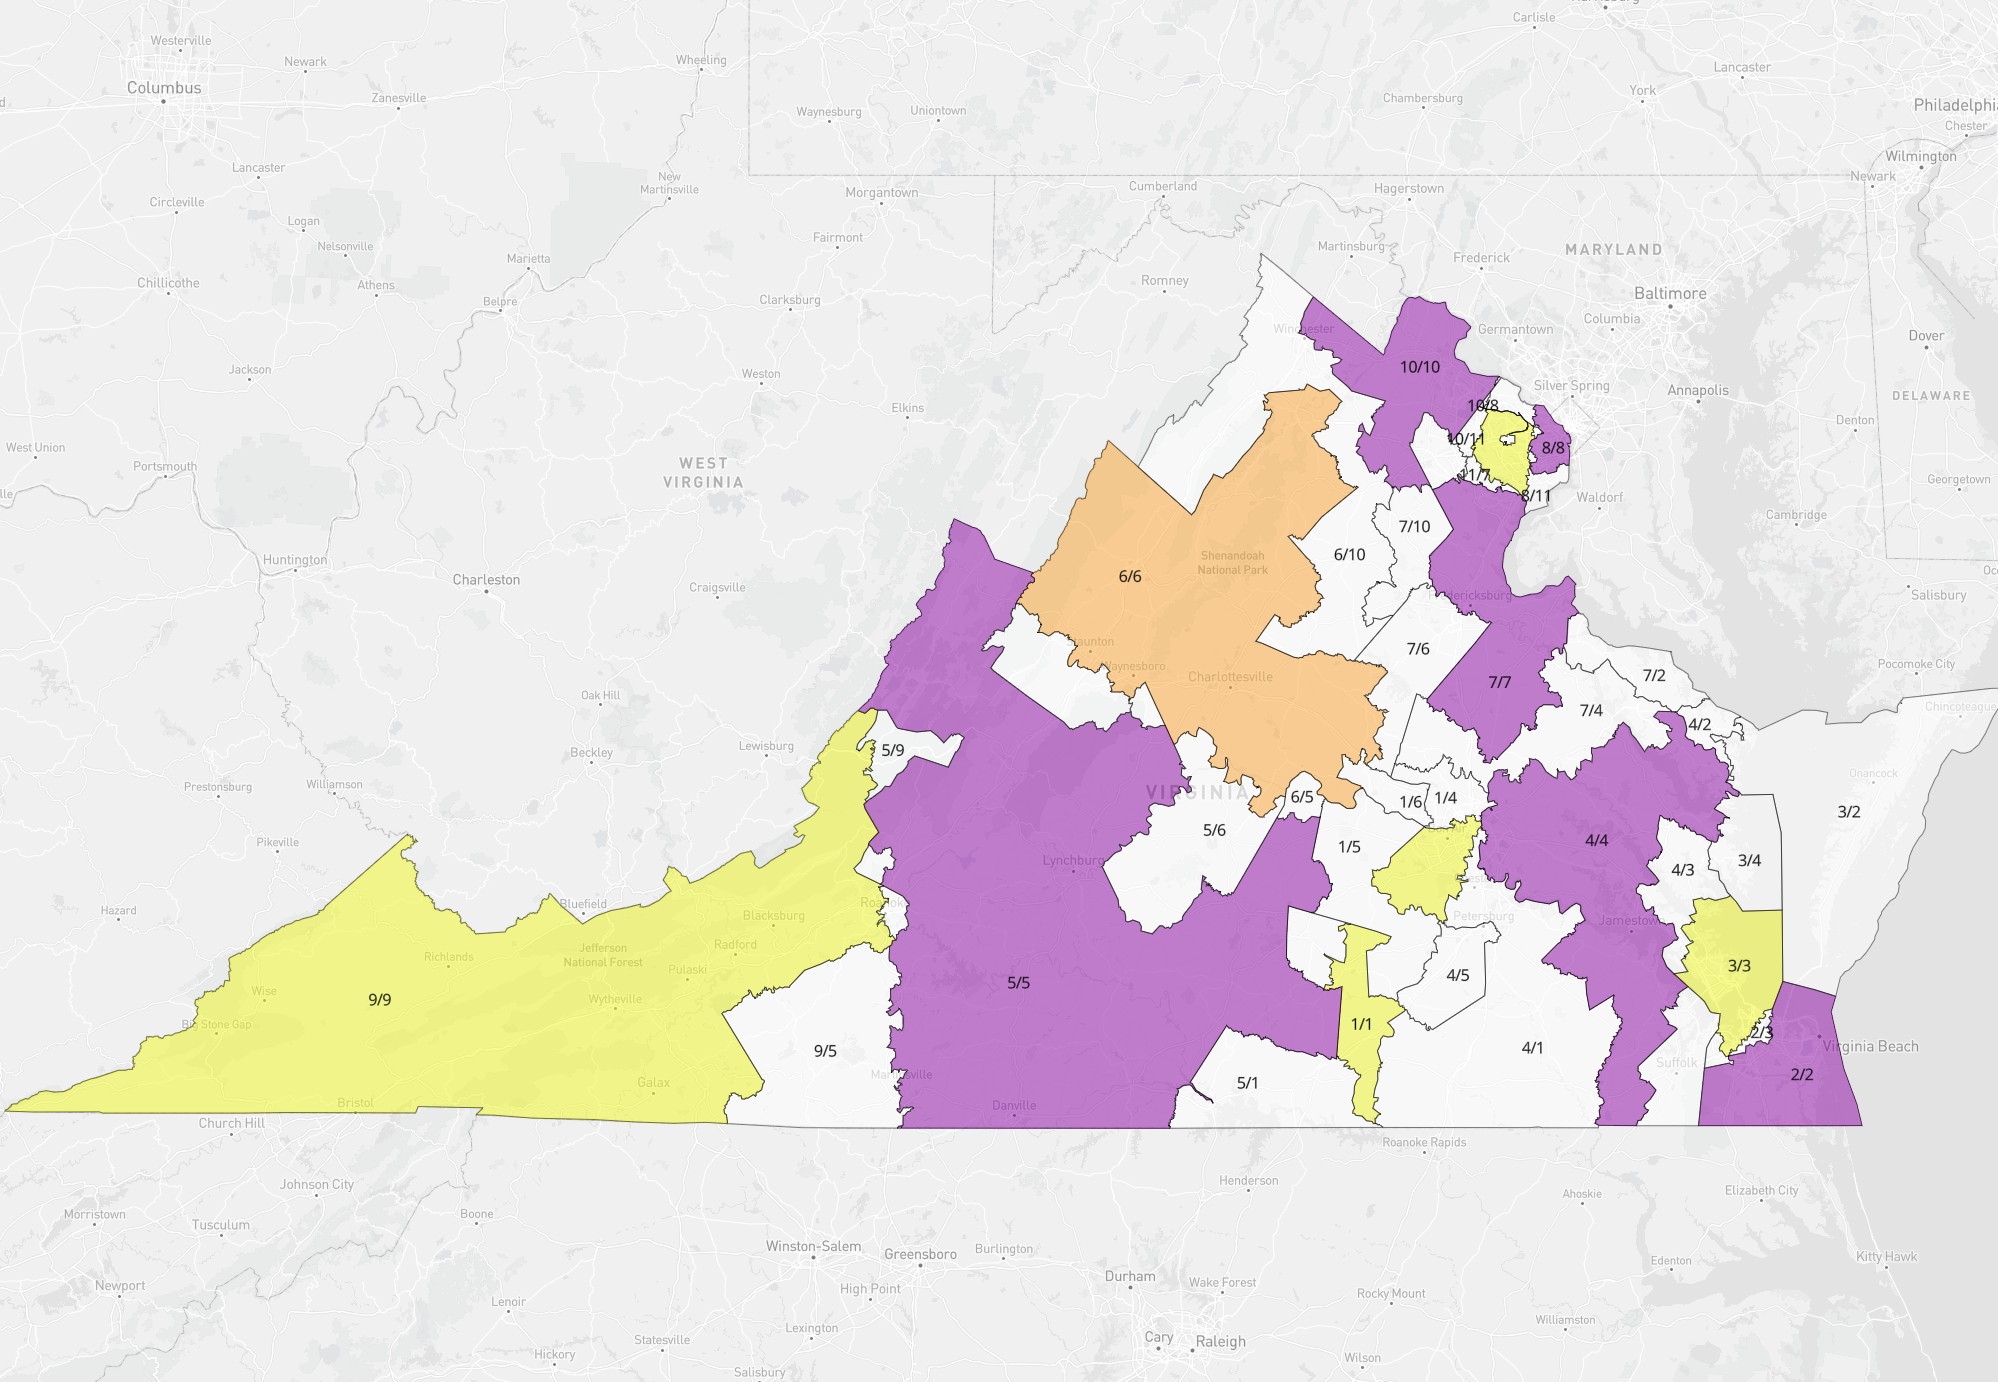 Westerville
Newark
Wheeling
Carlisle
Lancaster
Columbus
Zanesville
York
Chambersburg
Waynesburg
Uniontown
Philadelphia
Chester
Wilmington
Lancaster
Newark
New
Martinsville
Morgantown
Cumberland
Hagerstown
Circleville
Logan
Nelsonville
Fairmont
Martinsburg
MARYLAND
Frederick
Marietta
Chillicothe
Athens
Romney
Baltimore
Belpre
Clarksburg
Columbia
Winchester
Germantown
Dover
Jackson
Weston
10/10
Silver Spring
Annapolis
DELAWARE
Elkins
10/8
Denton
West Union
10/11
8/8
WEST
VIRGINIA
Portsmouth
11/7
Georgetown
8/11
Waldorf
Cambridge
7/10
Shenandoah
National Park
6/10
Huntington
Charleston
6/6
Craigsville
Fredericksburg
Salisbury
7/6
Pocomoke City
Waynesboro
Charlottesville
7/7
7/2
Oak Hill
Chincoteague
7/4
4/2
Beckley
Lewisburg
5/9
Onancock
Prestonsburg
Williamson
VIRGINIA
6/5
1/6
1/4
3/2
5/6
4/4
Pikeville
1/5
Lynchburg
3/4
4/3
Hazard
Bluefield
Blacksburg
Petersburg
Jamestown
Richlands
Jefferson
National Forest
Radford
Pulaski
3/3
4/5
5/5
Wise
9/9
Wytheville
Big Stone Gap
1/1
2/3
9/5
4/1
Virginia Beach
Suffolk
Galax
5/1
2/2
Bristol
Danville
Church Hill
Roanoke Rapids
Johnson City
Henderson
Ahoskie
Elizabeth City
Morristown
Boone
Tusculum
Winston-Salem
Greensboro
Burlington
Kitty Hawk
Edenton
Newport
High Point
Durham
Wake Forest
Rocky Mount
Lenoir
Lexington
Williamston
Statesville
Cary
Raleigh
Hickory
Salisbury
Wilson